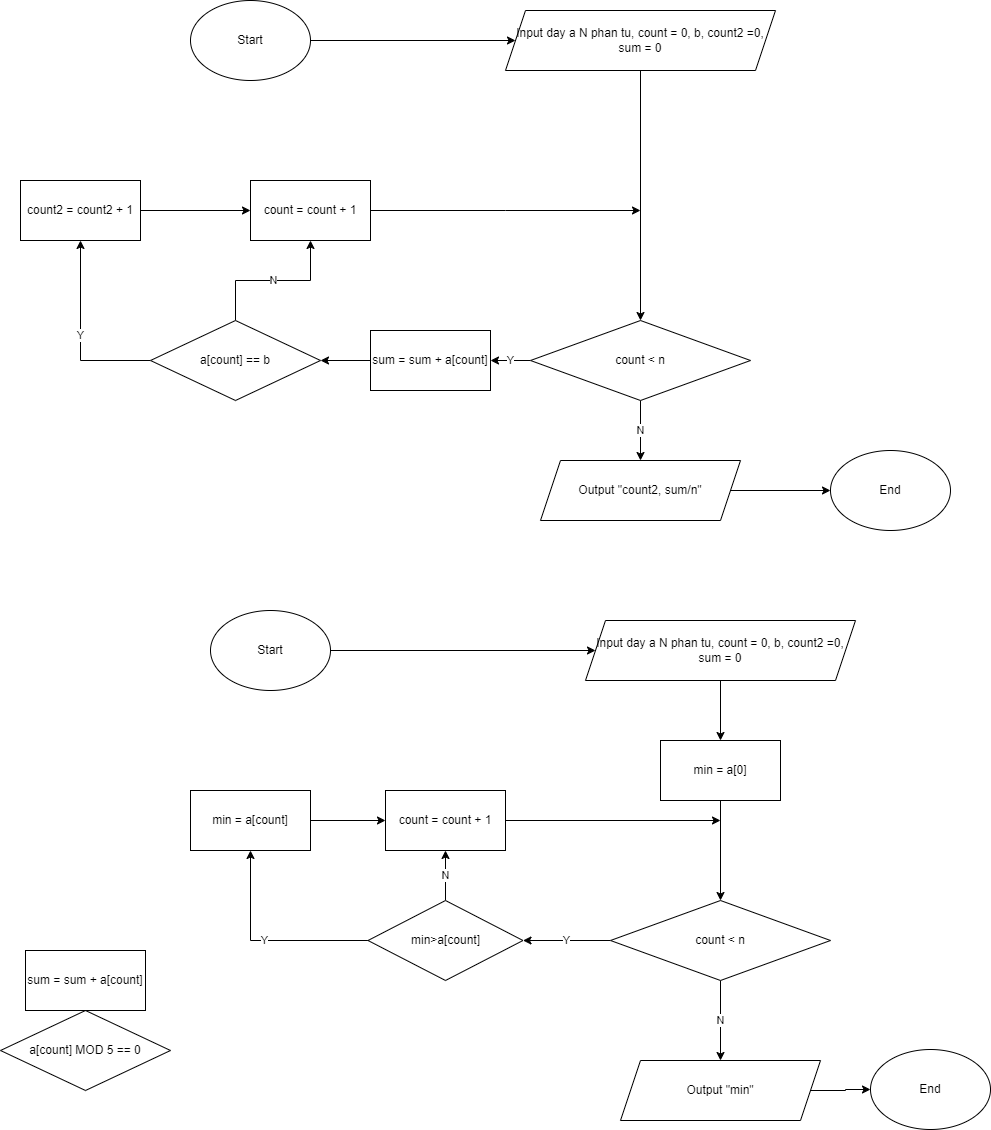 Start
Input day a N phan tu, count = 0, b, count2 =0,
sum = 0
count2 = count2 + 1
count = count + 1
N
Y
a[count] == b
sum = sum + a[count]
Y
count < n
N
Output "count2, sum/n"
End
Start
Input day a N phan tu, count = 0, b, count2 =0,
sum = 0
min = a[0]
min = a[count]
count = count + 1
N
Y
min>a[count]
Y
count < n
sum = sum + a[count]
N
a[count] MOD 5 == 0
Output "min"
End